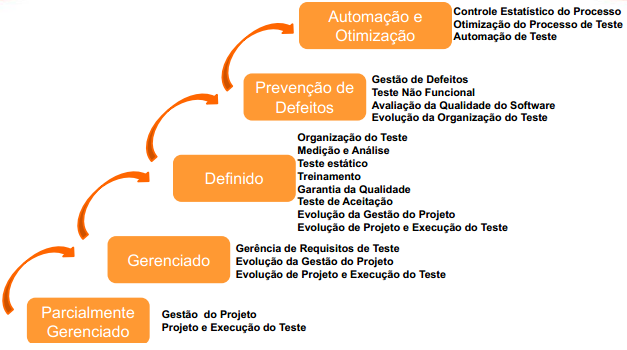 Automação e
Otimização
Controle Estatístico do Processo
Otimização do Processo de Teste
Automação de Teste
Prevenção de
Defeitos
Gestão de Defeitos
Teste Não Funcional
Avaliação da Qualidade do Software
Evolução da Organização do Teste
Definido
Organização do Teste
Medição e Análise
Teste estático
Treinamento
Garantia da Qualidade
Teste de Aceitação
Evolução da Gestão do Projeto
Evolução de Projeto e Execução do Teste
Gerenciado
Gerência de Requisitos de Teste
Evolução da Gestão do Projeto
Evolução de Projeto e Execução do Teste
Parcialmente
Gerenciado
Gestão do Projeto
Projeto e Execução do Teste